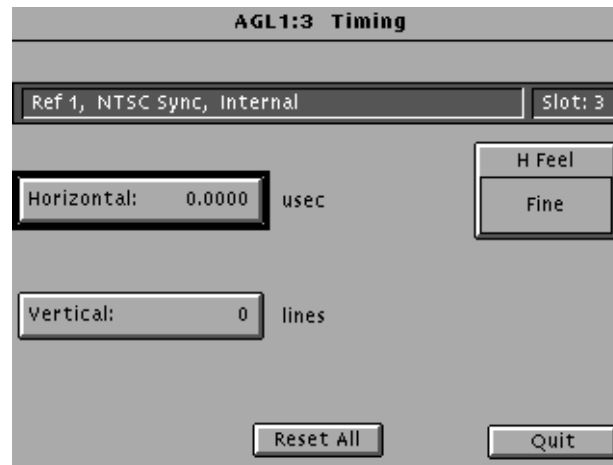 AGL1:3 Timing
Ref 1, NTSC Sync, Internal Slot: 3
H Feel
Horizontal: 0.0000 usec Fine
Vertical: 0 lines
Reset All Quit